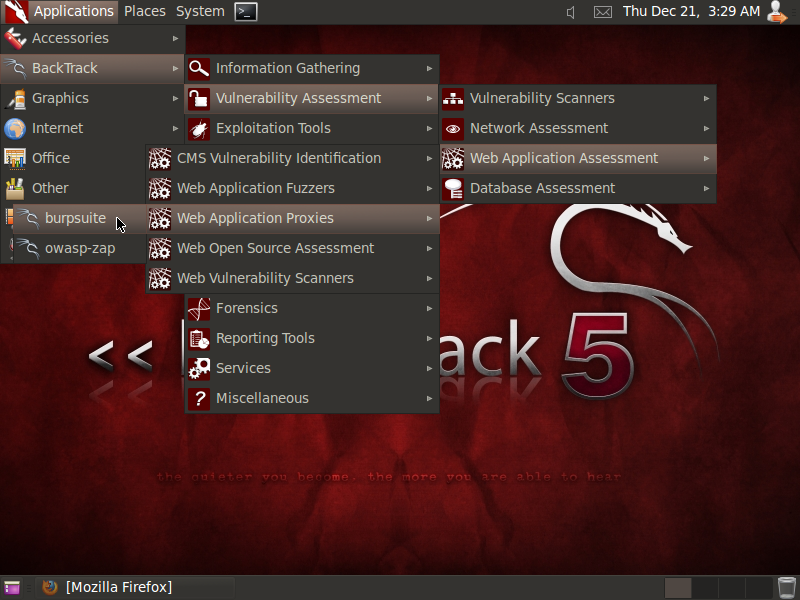 Applications Places System Thu Dec 21, 3:29 AM
Accessories
BackTrack
Graphics
Internet
Office
Other
burpsuite
owasp-zap
Information Gathering
Vulnerability Assessment
Exploitation Tools
CMS Vulnerability Identification
Web Application Fuzzers
Web Application Proxies
Web Open Source Assessment
Web Vulnerability Scanners
Forensics
Reporting Tools
Services
Miscellaneous
Vulnerability Scanners
Network Assessment
Web Application Assessment
Database Assessment
<< ack 5
the quieter you become, the more you are able to hear
[Mozilla Firefox]